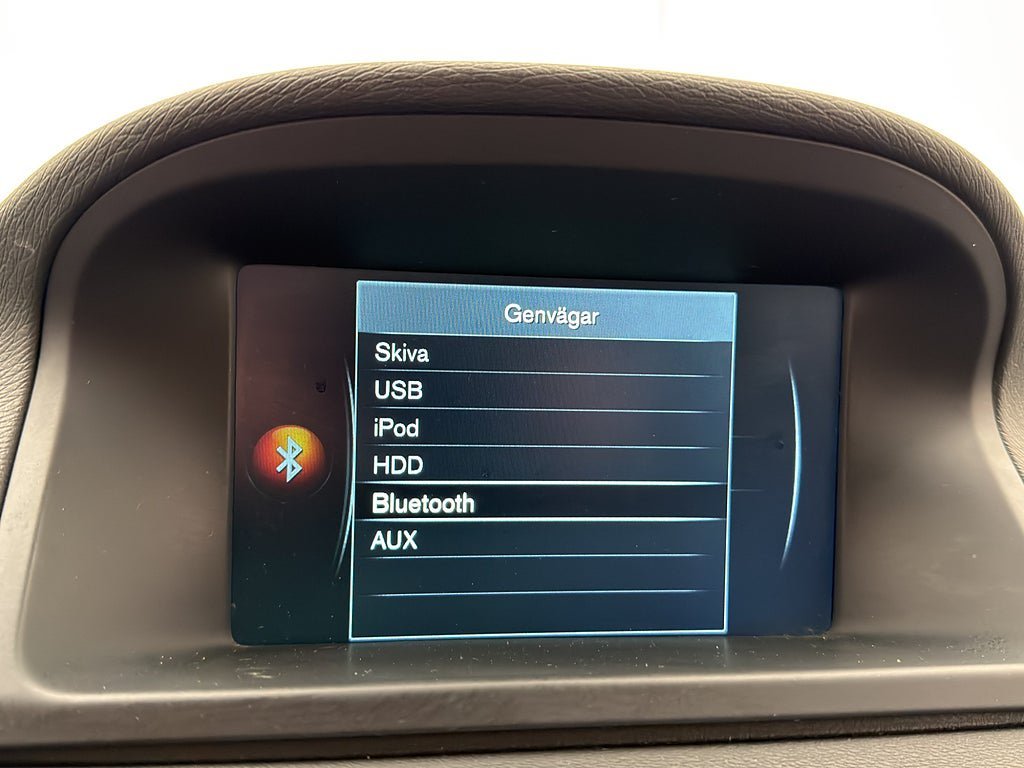 Genvägar
Skiva
USB
iPod
HDD
Bluetooth
AUX